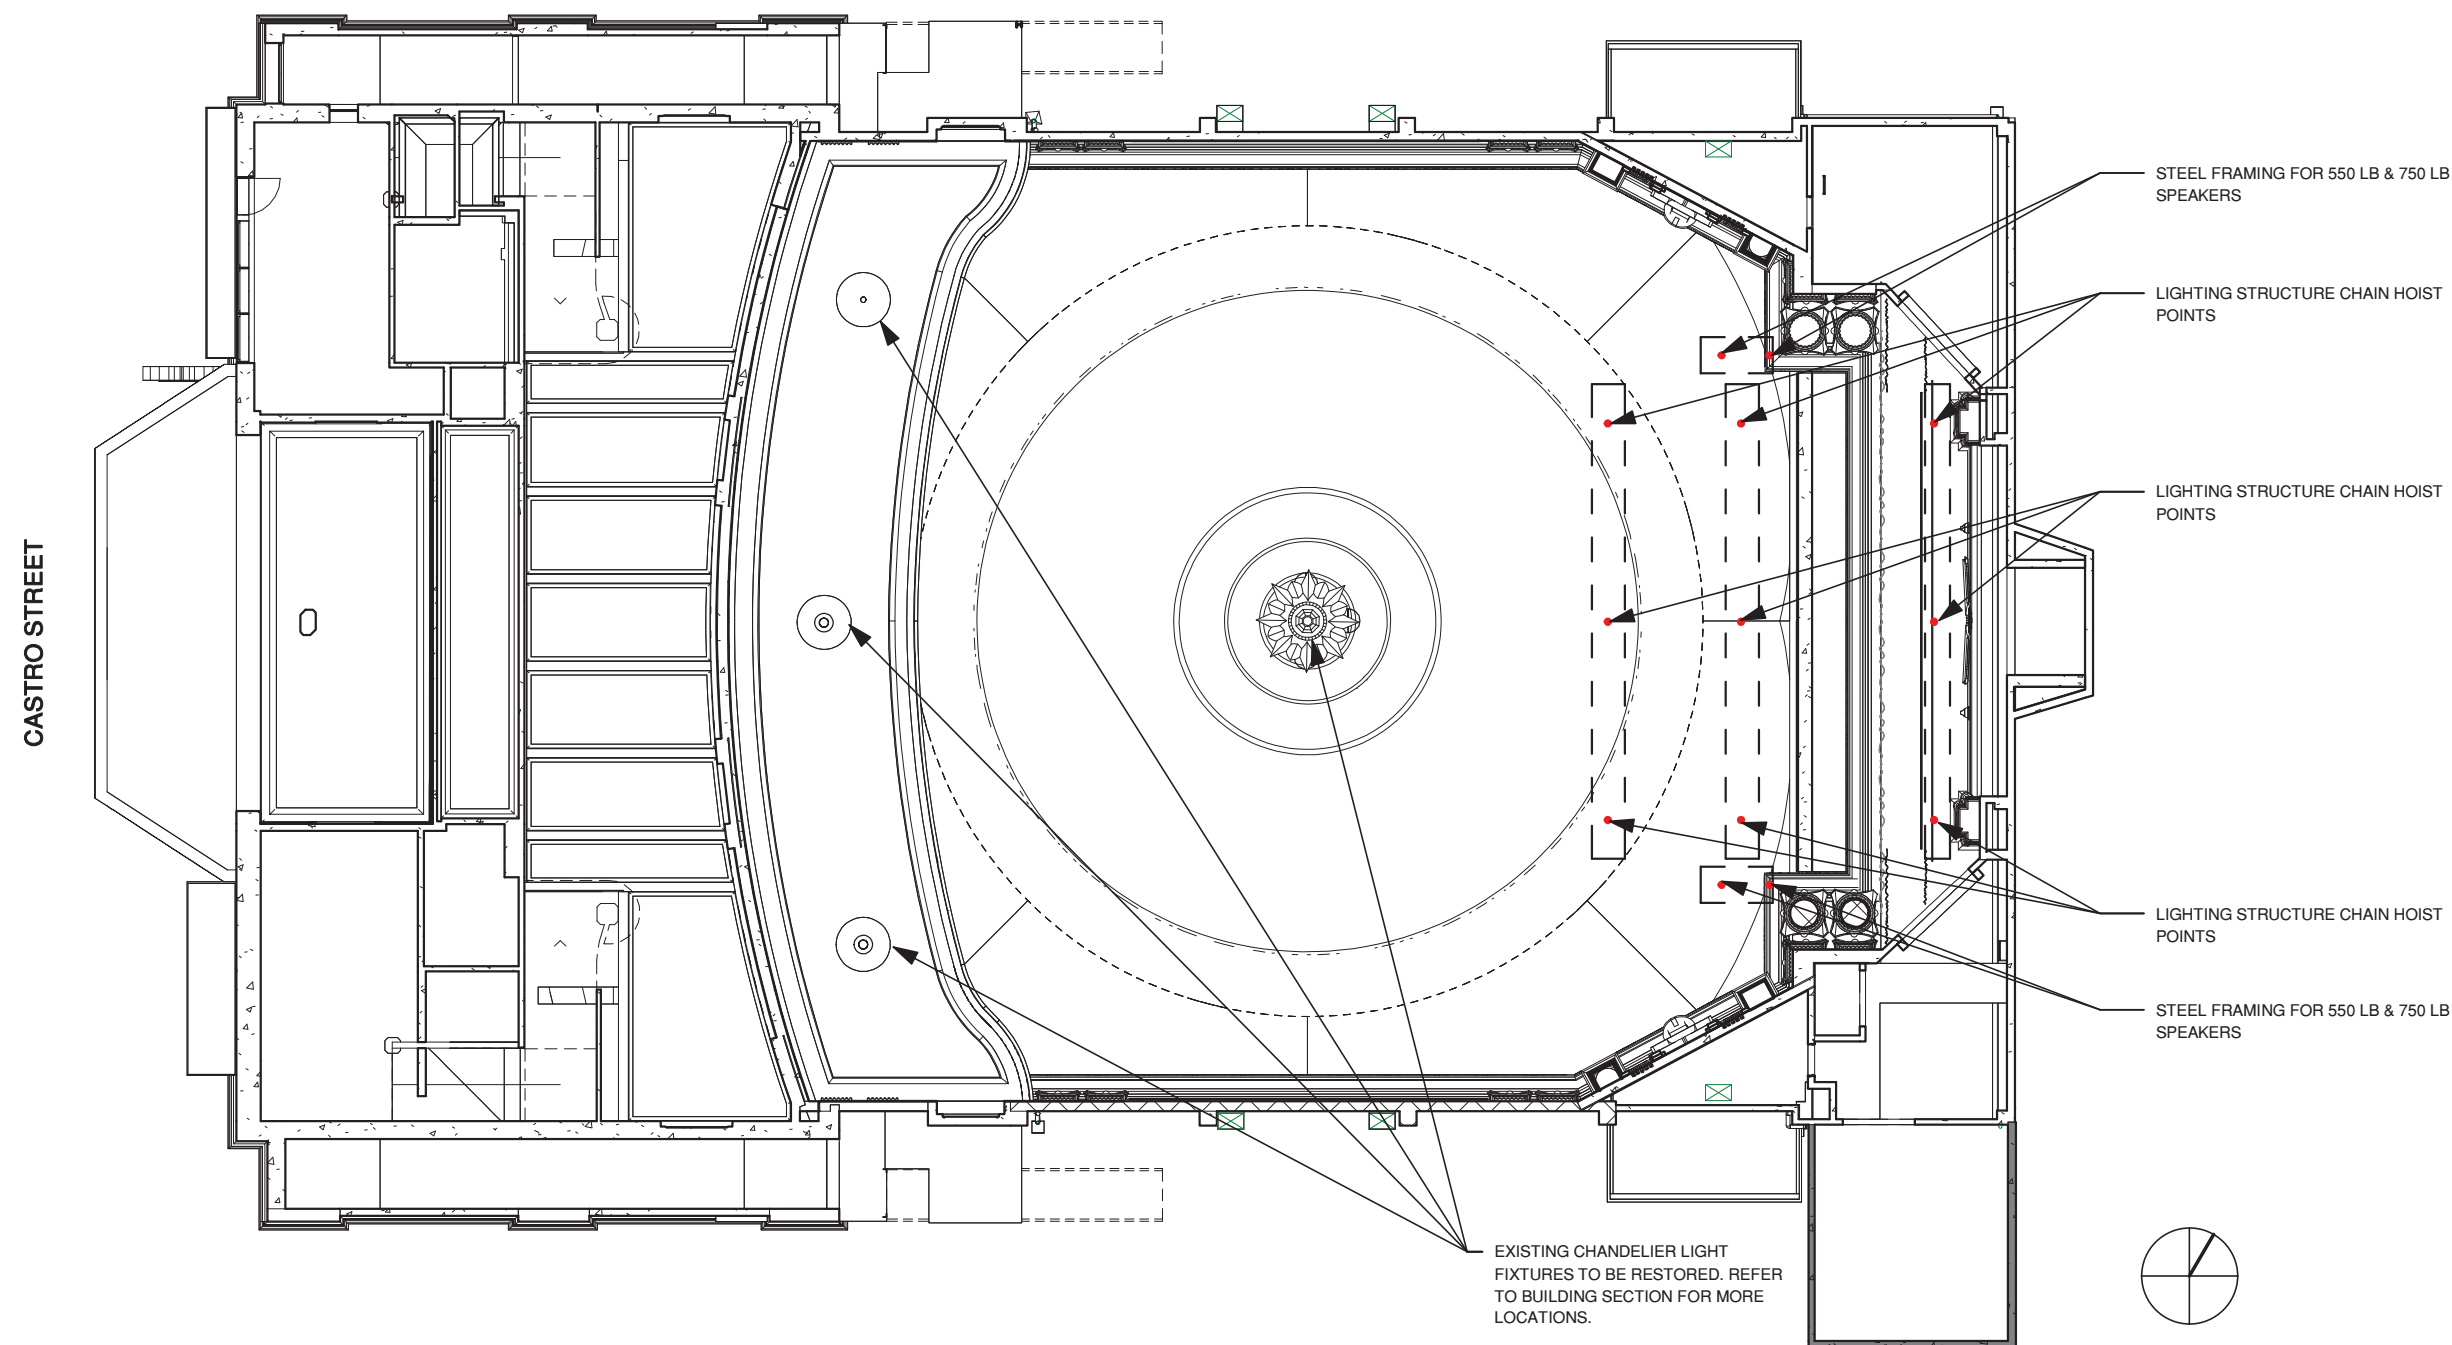 CASTRO STREET
STEEL FRAMING FOR 550 LB & 750 LB
SPEAKERS
LIGHTING STRUCTURE CHAIN HOIST
POINTS
LIGHTING STRUCTURE CHAIN HOIST
POINTS
LIGHTING STRUCTURE CHAIN HOIST
POINTS
STEEL FRAMING FOR 550 LB & 750 LB
SPEAKERS
EXISTING CHANDELIER LIGHT
FIXTURES TO BE RESTORED. REFER
TO BUILDING SECTION FOR MORE
LOCATIONS.